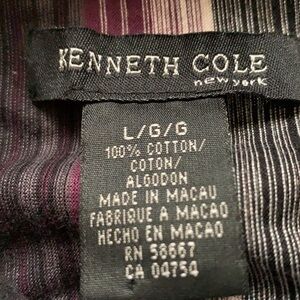 KENNETH COLE
new york
L/G/G
100% COTTON/
COTON/
ALGODON
MADE IN MACAU
FABRIQUE A MACAO
HECHO EN MACAO
RN 58667
CA 04754